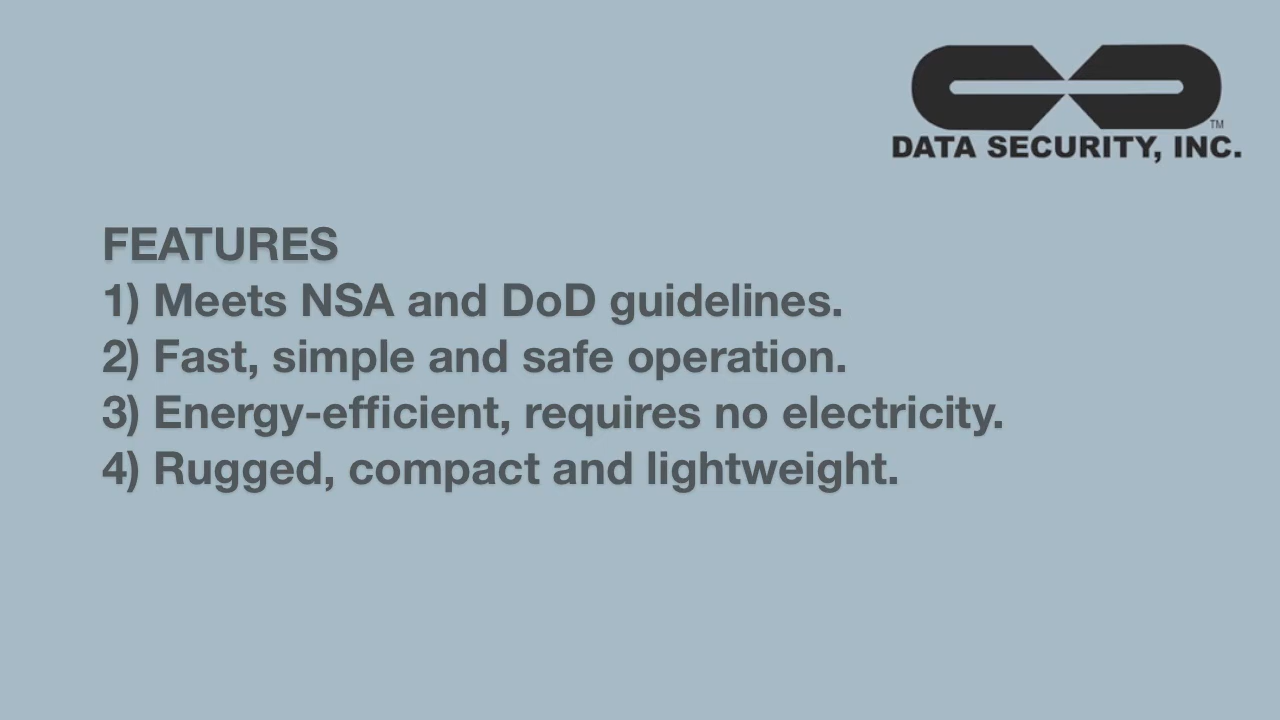 TM
DATA SECURITY, INC.
FEATURES
1) Meets NSA and DoD guidelines.
2) Fast, simple and safe operation.
3) Energy-efficient, requires no electricity.
4) Rugged, compact and lightweight.